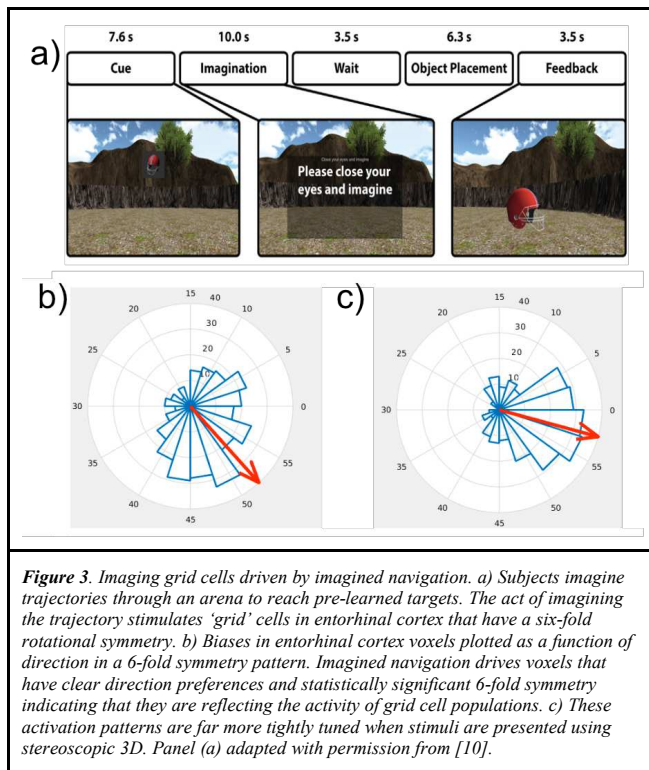 7.6 s 10.0 s 3.5 s 6.3 s 3.5 s
a)
Cue Imagination Wait Object Placement Feedback
Close your eyes and imagine
Please close your
eyes and imagine
b)
15
20 40 10
30
25 20 5
10
30 0
35 55
40 50
45
c)
15
20 40 10
30
25 20 5
10
30 0
35 55
40 50
45
Figure 3. Imaging grid cells driven by imagined navigation. a) Subjects imagine
trajectories through an arena to reach pre-learned targets. The act of imagining
the trajectory stimulates ‘grid’ cells in entorhinal cortex that have a six-fold
rotational symmetry. b) Biases in entorhinal cortex voxels plotted as a function of
direction in a 6-fold symmetry pattern. Imagined navigation drives voxels that
have clear direction preferences and statistically significant 6-fold symmetry
indicating that they are reflecting the activity of grid cell populations. c) These
activation patterns are far more tightly tuned when stimuli are presented using
stereoscopic 3D. Panel (a) adapted with permission from [10].